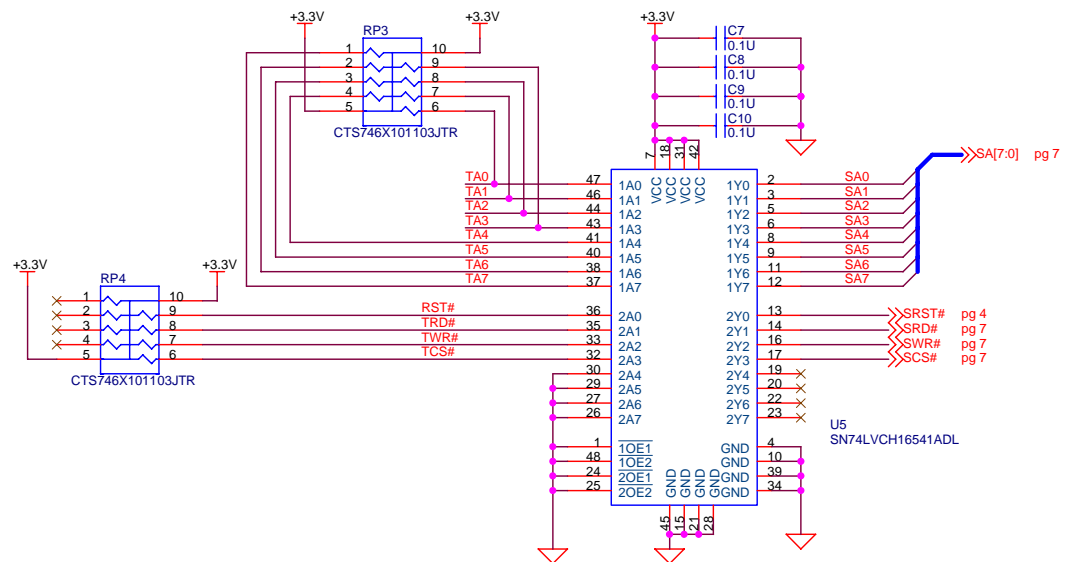 +3.3V
+3.3V
+3.3V
RP3
1 10
2 9
3 8
4 7
5 6
CTS746X101103JTR
C7
0.1U
C8
0.1U
C9
0.1U
C10
0.1U
7 18 31 42
VCC VCC VCC VCC
SA[7:0] pg 7
TA0 47 1A0 1Y0 2 SA0
TA1 46 1A1 1Y1 3 SA1
TA2 44 1A2 1Y2 5 SA2
TA3 43 1A3 1Y3 6 SA3
TA4 41 1A4 1Y4 8 SA4
TA5 40 1A5 1Y5 9 SA5
TA6 38 1A6 1Y6 11 SA6
TA7 37 1A7 1Y7 12 SA7
+3.3V
+3.3V
RP4
1 10
2 9
3 8
4 7
5 6
CTS746X101103JTR
RST# 36 2A0 2Y0 13 SRST# pg 4
TRD# 35 2A1 2Y1 14 SRD# pg 7
TWR# 33 2A2 2Y2 16 SWR# pg 7
TCS# 32 2A3 2Y3 17 SCS# pg 7
30 2A4 2Y4 19
29 2A5 2Y5 20
27 2A6 2Y6 22
26 2A7 2Y7 23
U5
SN74LVCH16541ADL
1 1OE1 GND 4
48 1OE2 GND 10
24 2OE1 GND 39
25 2OE2 GND 34
GND GND GND GND
45 15 21 28